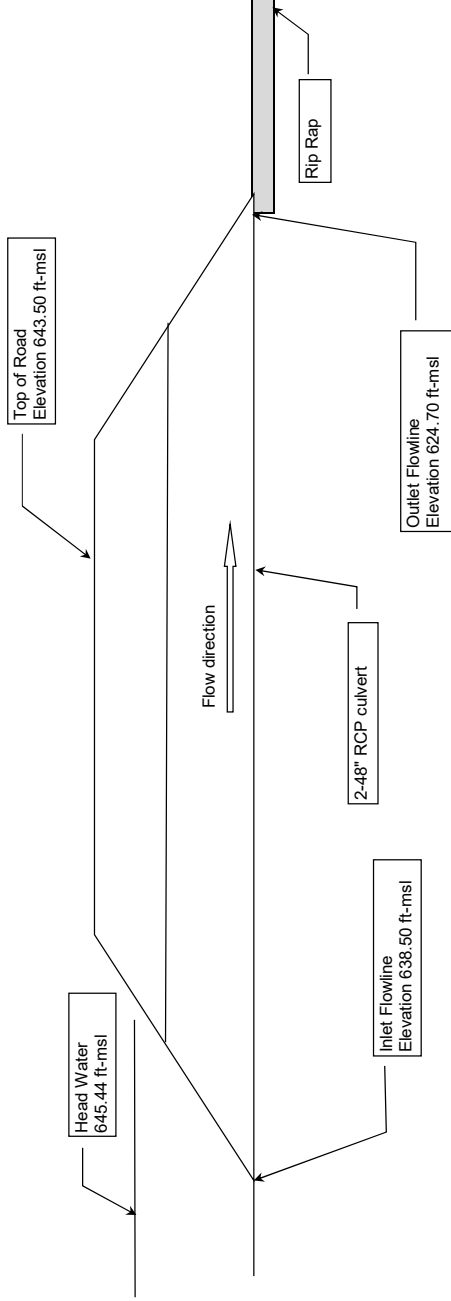 Head Water
645.44 ft-msl
Top of Road
Elevation 643.50 ft-msl
Flow direction
Inlet Flowline
Elevation 638.50 ft-msl
2-48" RCP culvert
Outlet Flowline
Elevation 624.70 ft-msl
Rip Rap